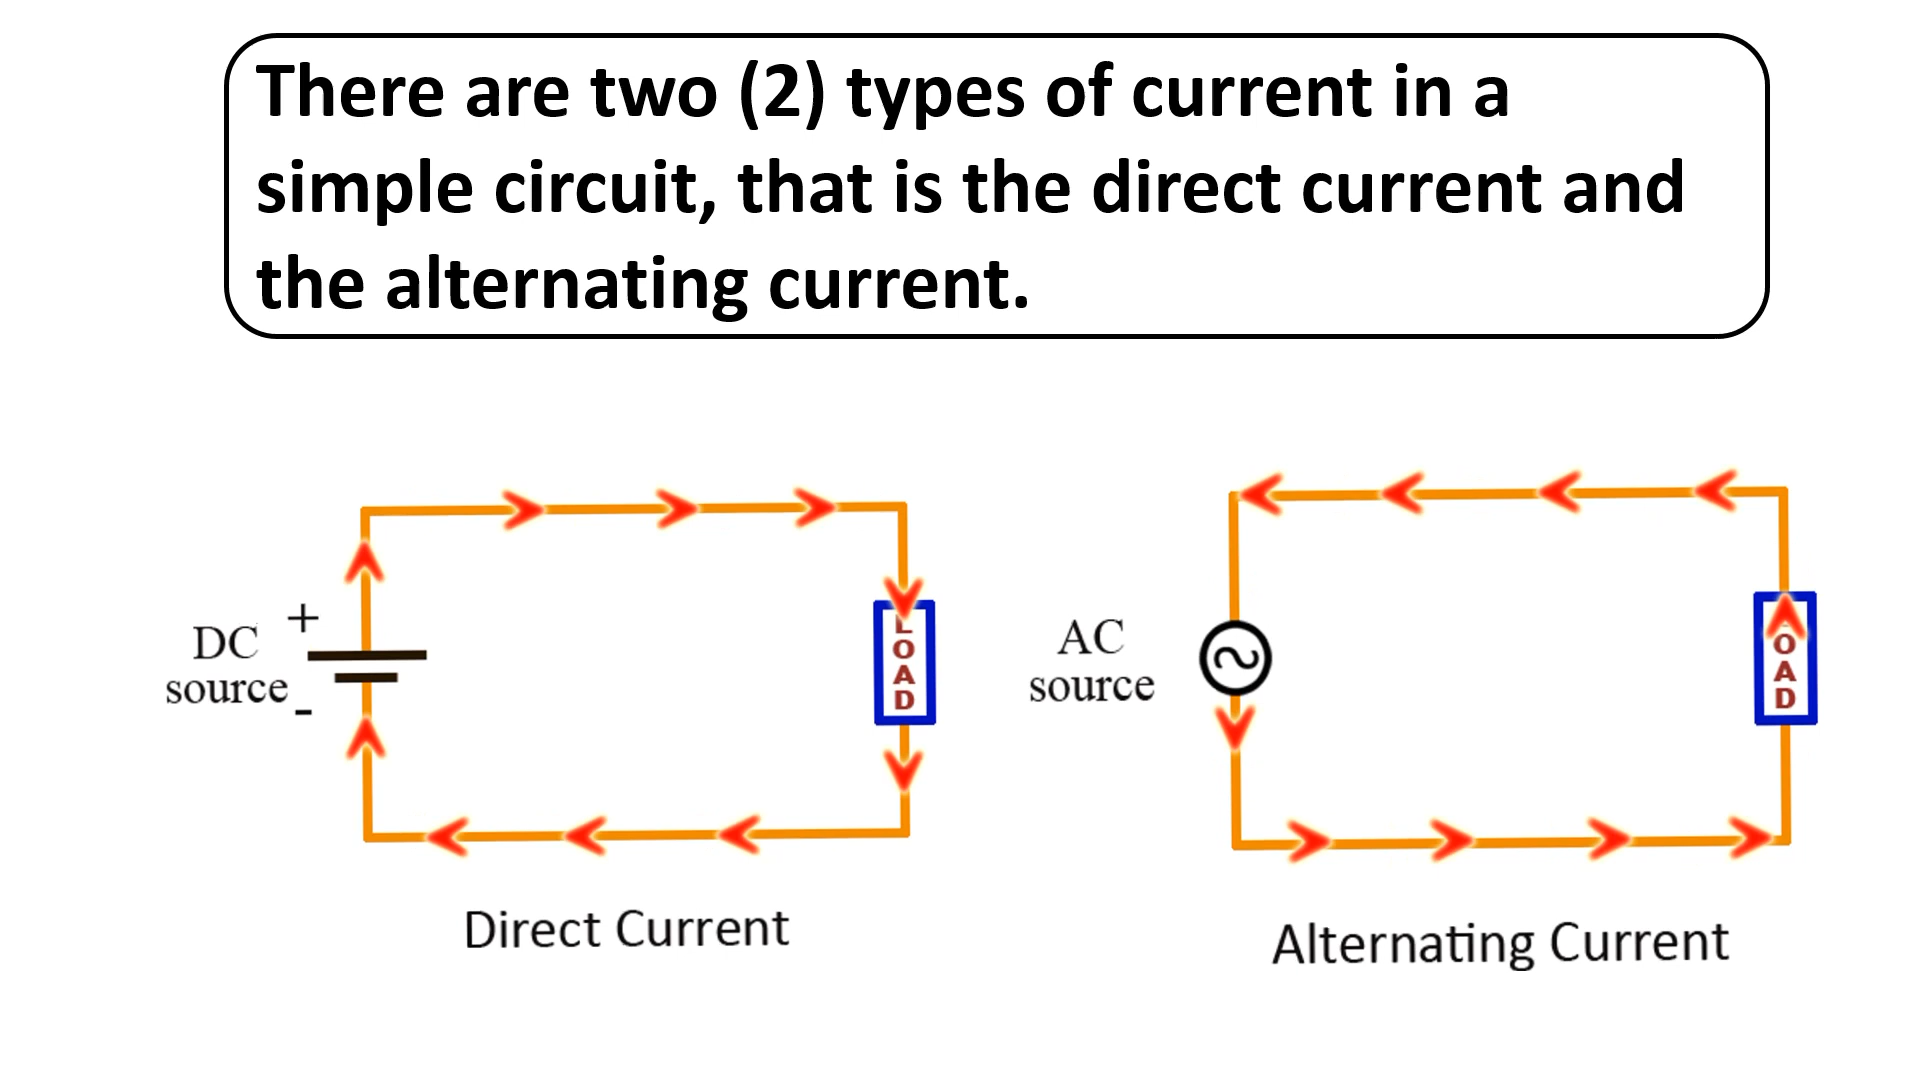 There are two (2) types of current in a
simple circuit, that is the direct current and
the alternating current.
DC
source
+
-
LOAD
Direct Current
AC
source
OAD
Alternating Current